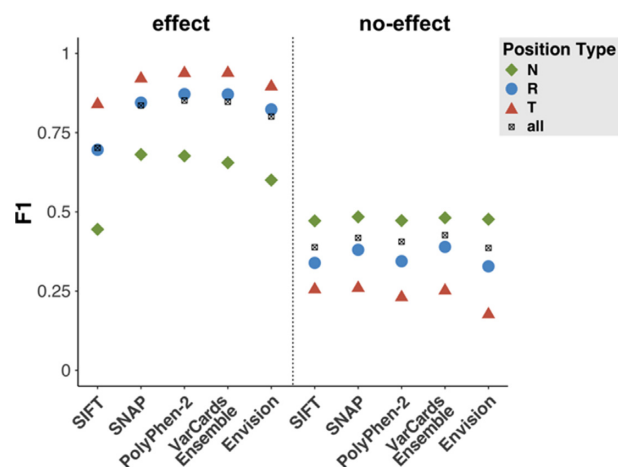 effect no-effect
Position Type
N
R
T
all
F1
1
0.75
0.5
0.25
0
SIFT
SNAP
PolyPhen-2
VarCards
Ensemble
Envision
SIFT
SNAP
PolyPhen-2
VarCards
Ensemble
Envision